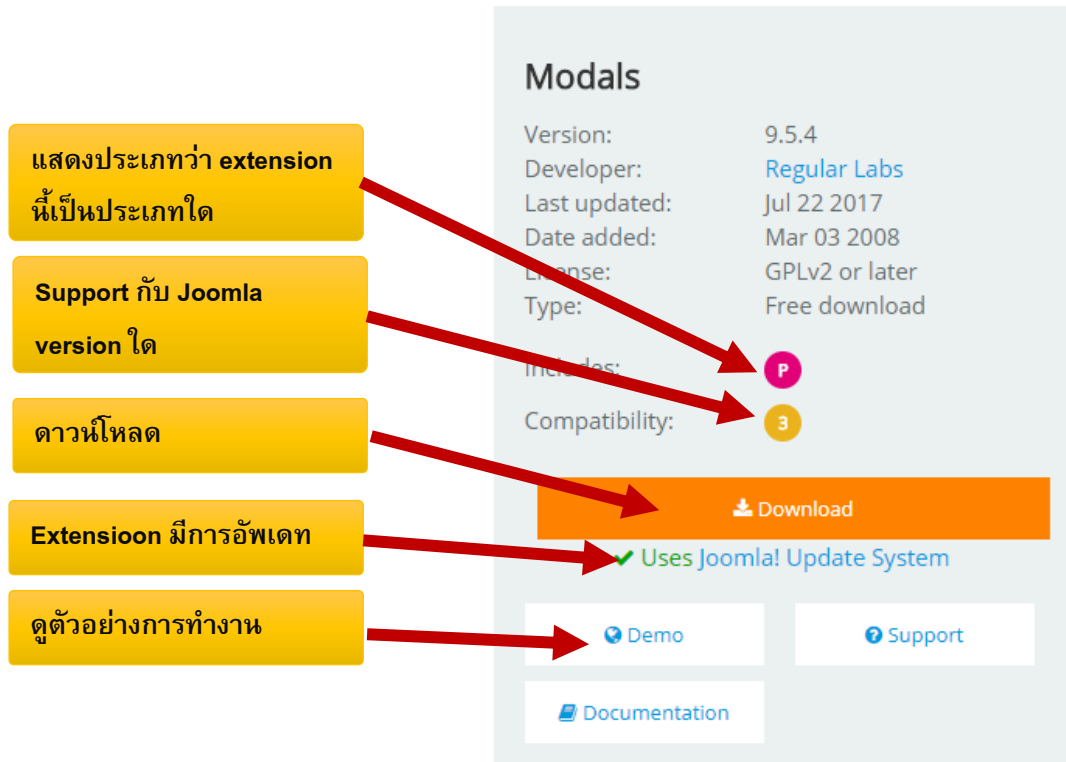 Modals
Version: 9.5.4
Developer: Regular Labs
Last updated: Jul 22 2017
Date added: Mar 03 2008
License: GPLv2 or later
Type: Free download
Includes: P
Compatibility: 3
Download
Uses Joomla! Update System
Demo
Support
Documentation
แสดงประเภทว่า extension
นี้เป็นประเภทใด
Support กับ Joomla
version ใด
ดาวน์โหลด
Extensioon มีการอัพเดท
ดูตัวอย่างการทำงาน